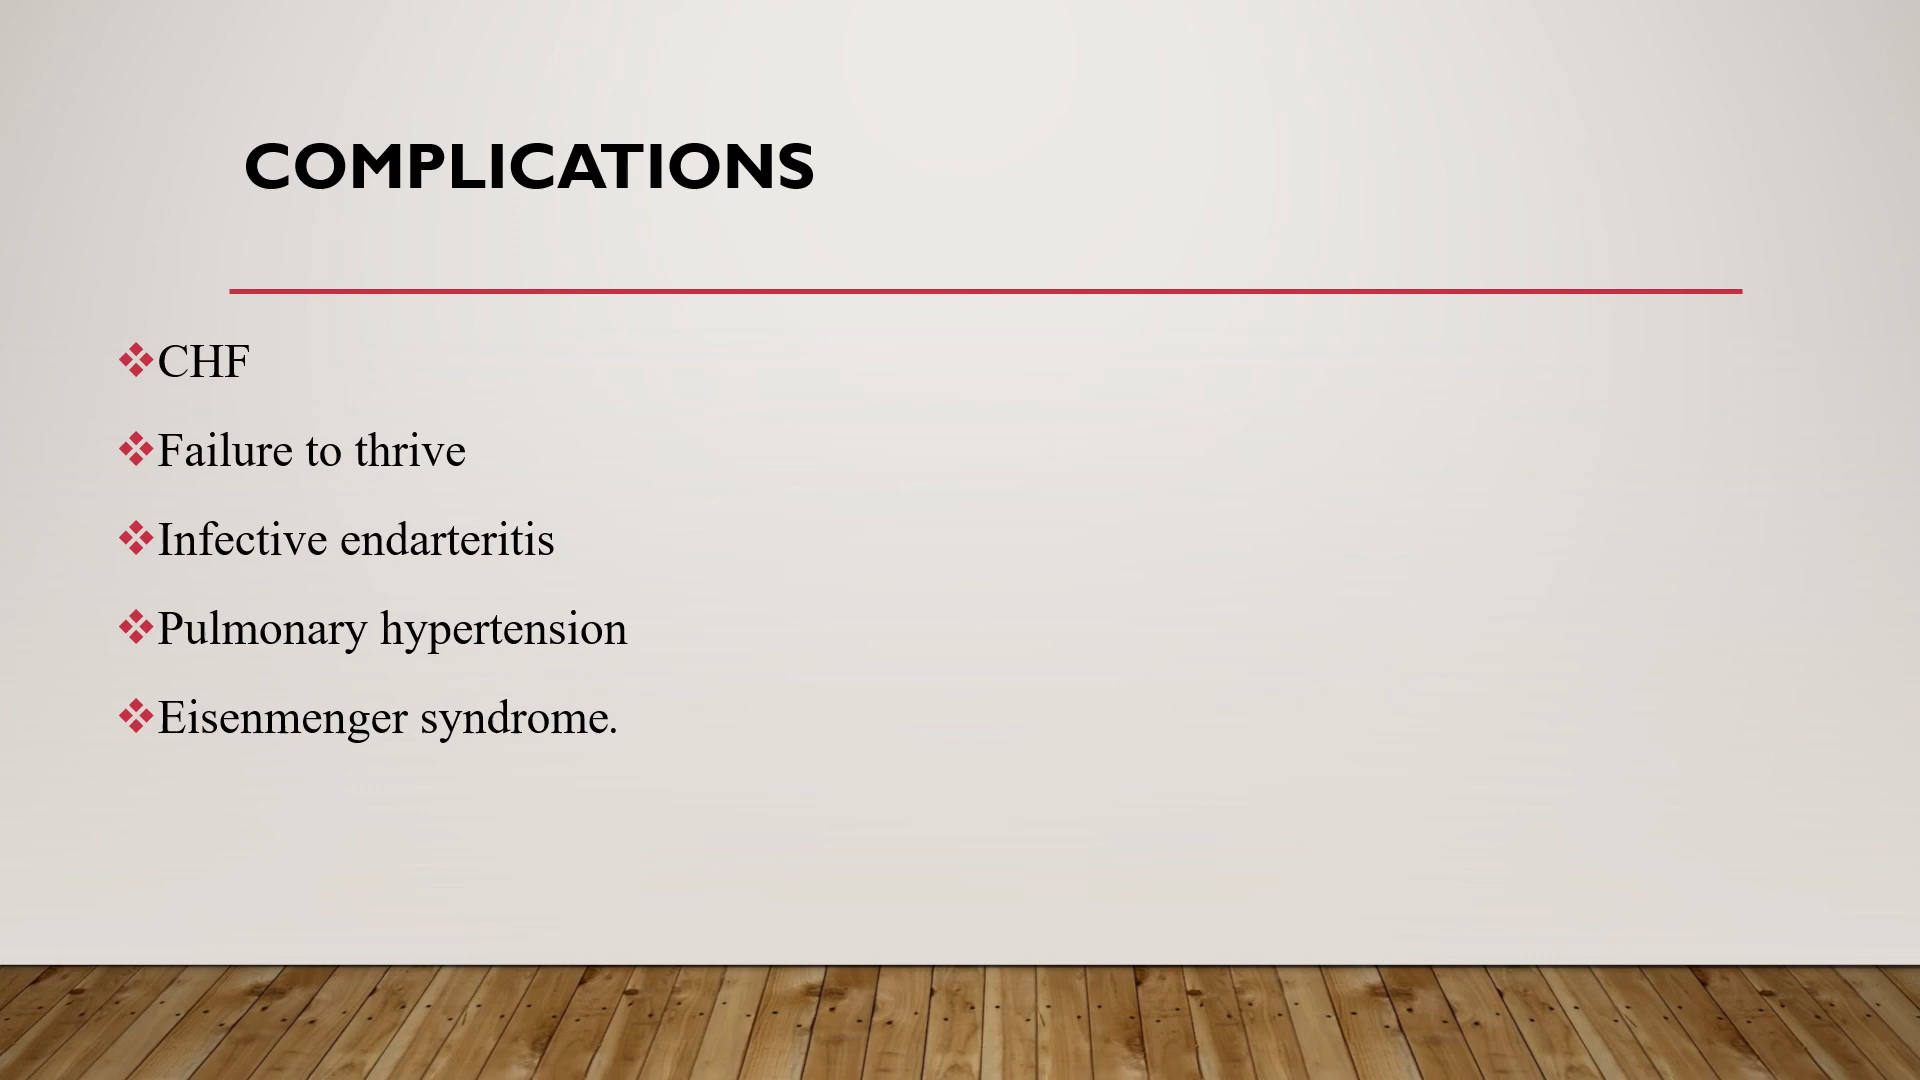 COMPLICATIONS
❖CHF
❖Failure to thrive
❖Infective endarteritis
❖Pulmonary hypertension
❖Eisenmenger syndrome.